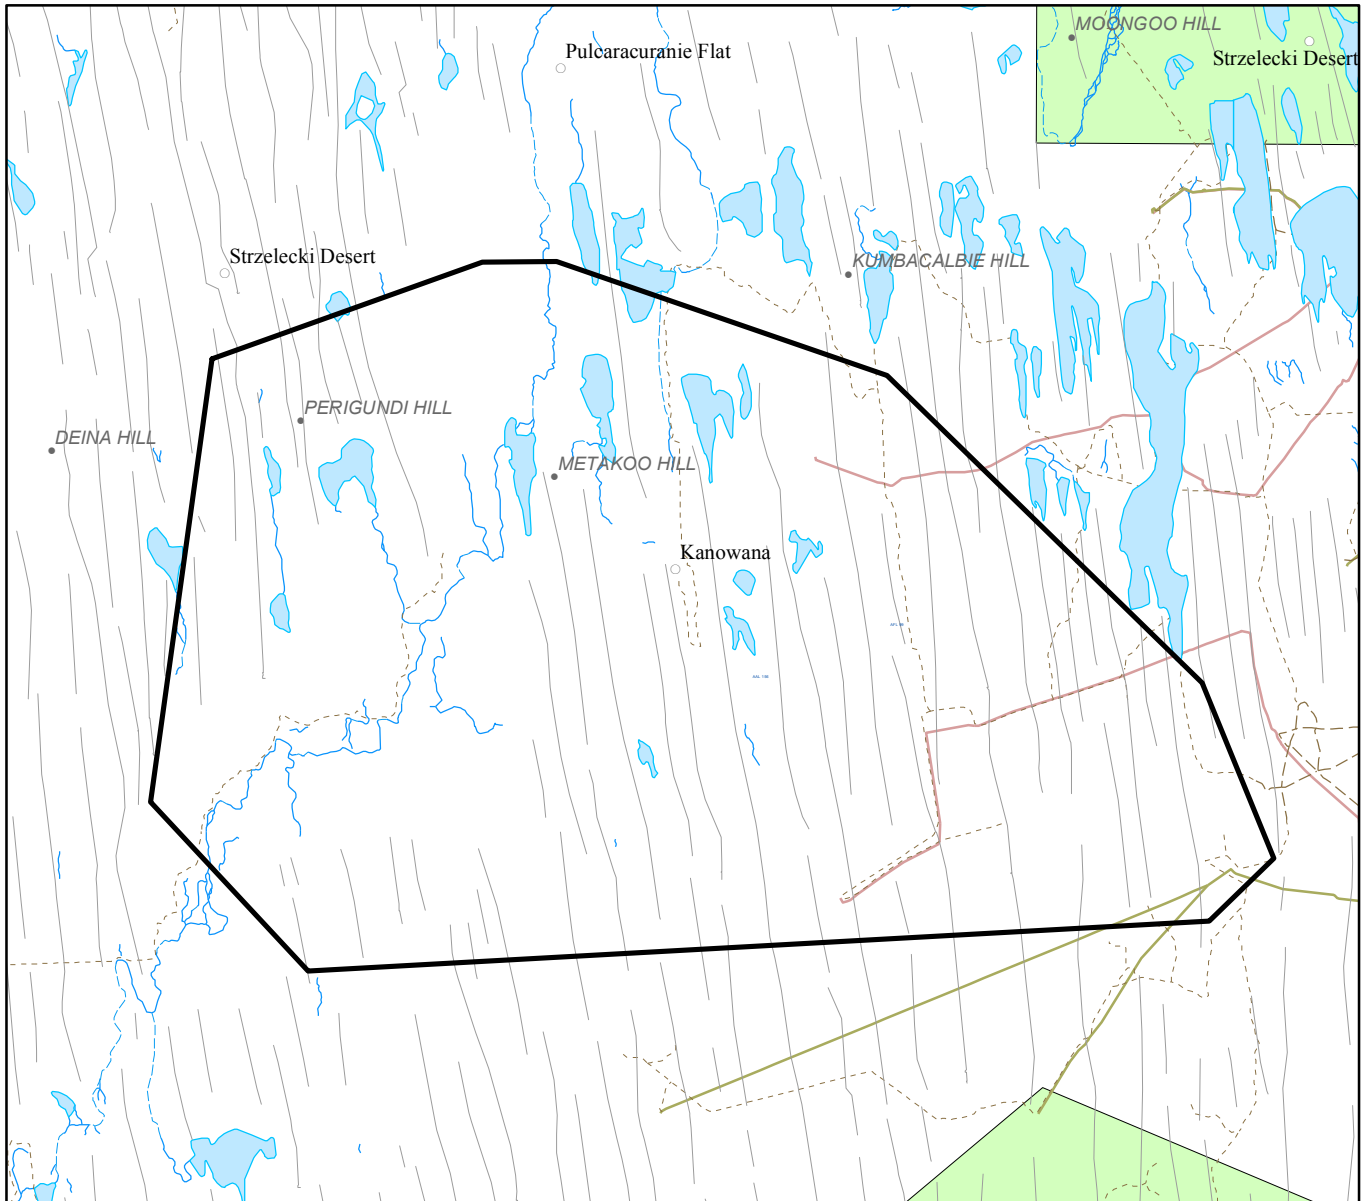 MOONGOO HILL
Pulcaracuranie Flat
Strzelecki Desert
Strzelecki Desert
KUMBACALBIE HILL
PERIGUNDI HILL
DEINA HILL
METAKOO HILL
Kanowana